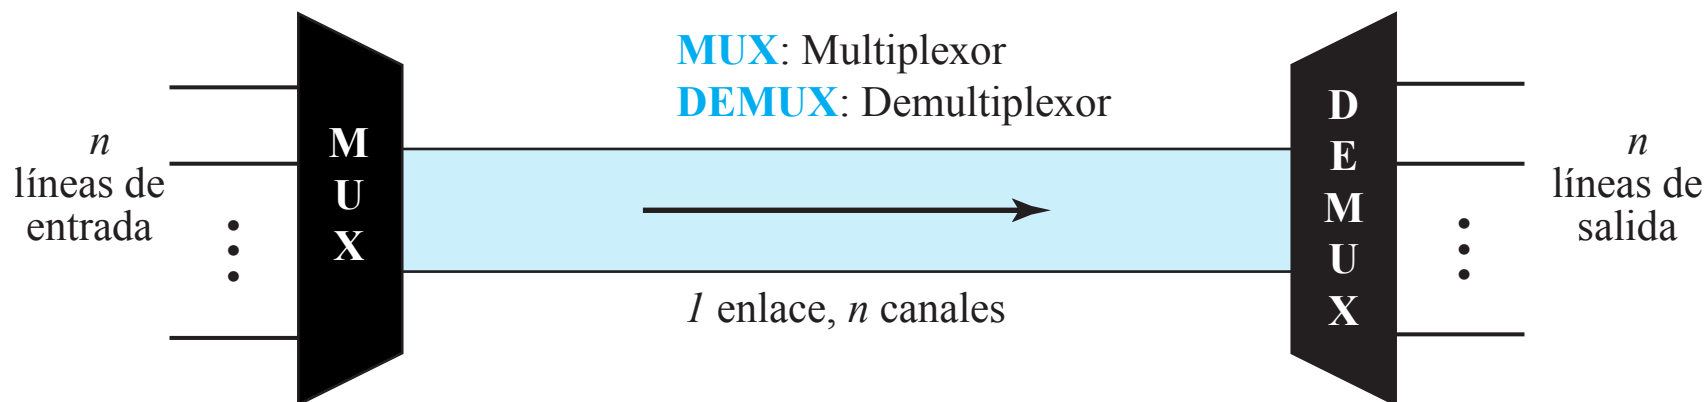 MUX: Multiplexor
DEMUX: Demultiplexor
n
líneas de
entrada
M
U
X
1 enlace, n canales
D
E
M
U
X
n
líneas de
salida